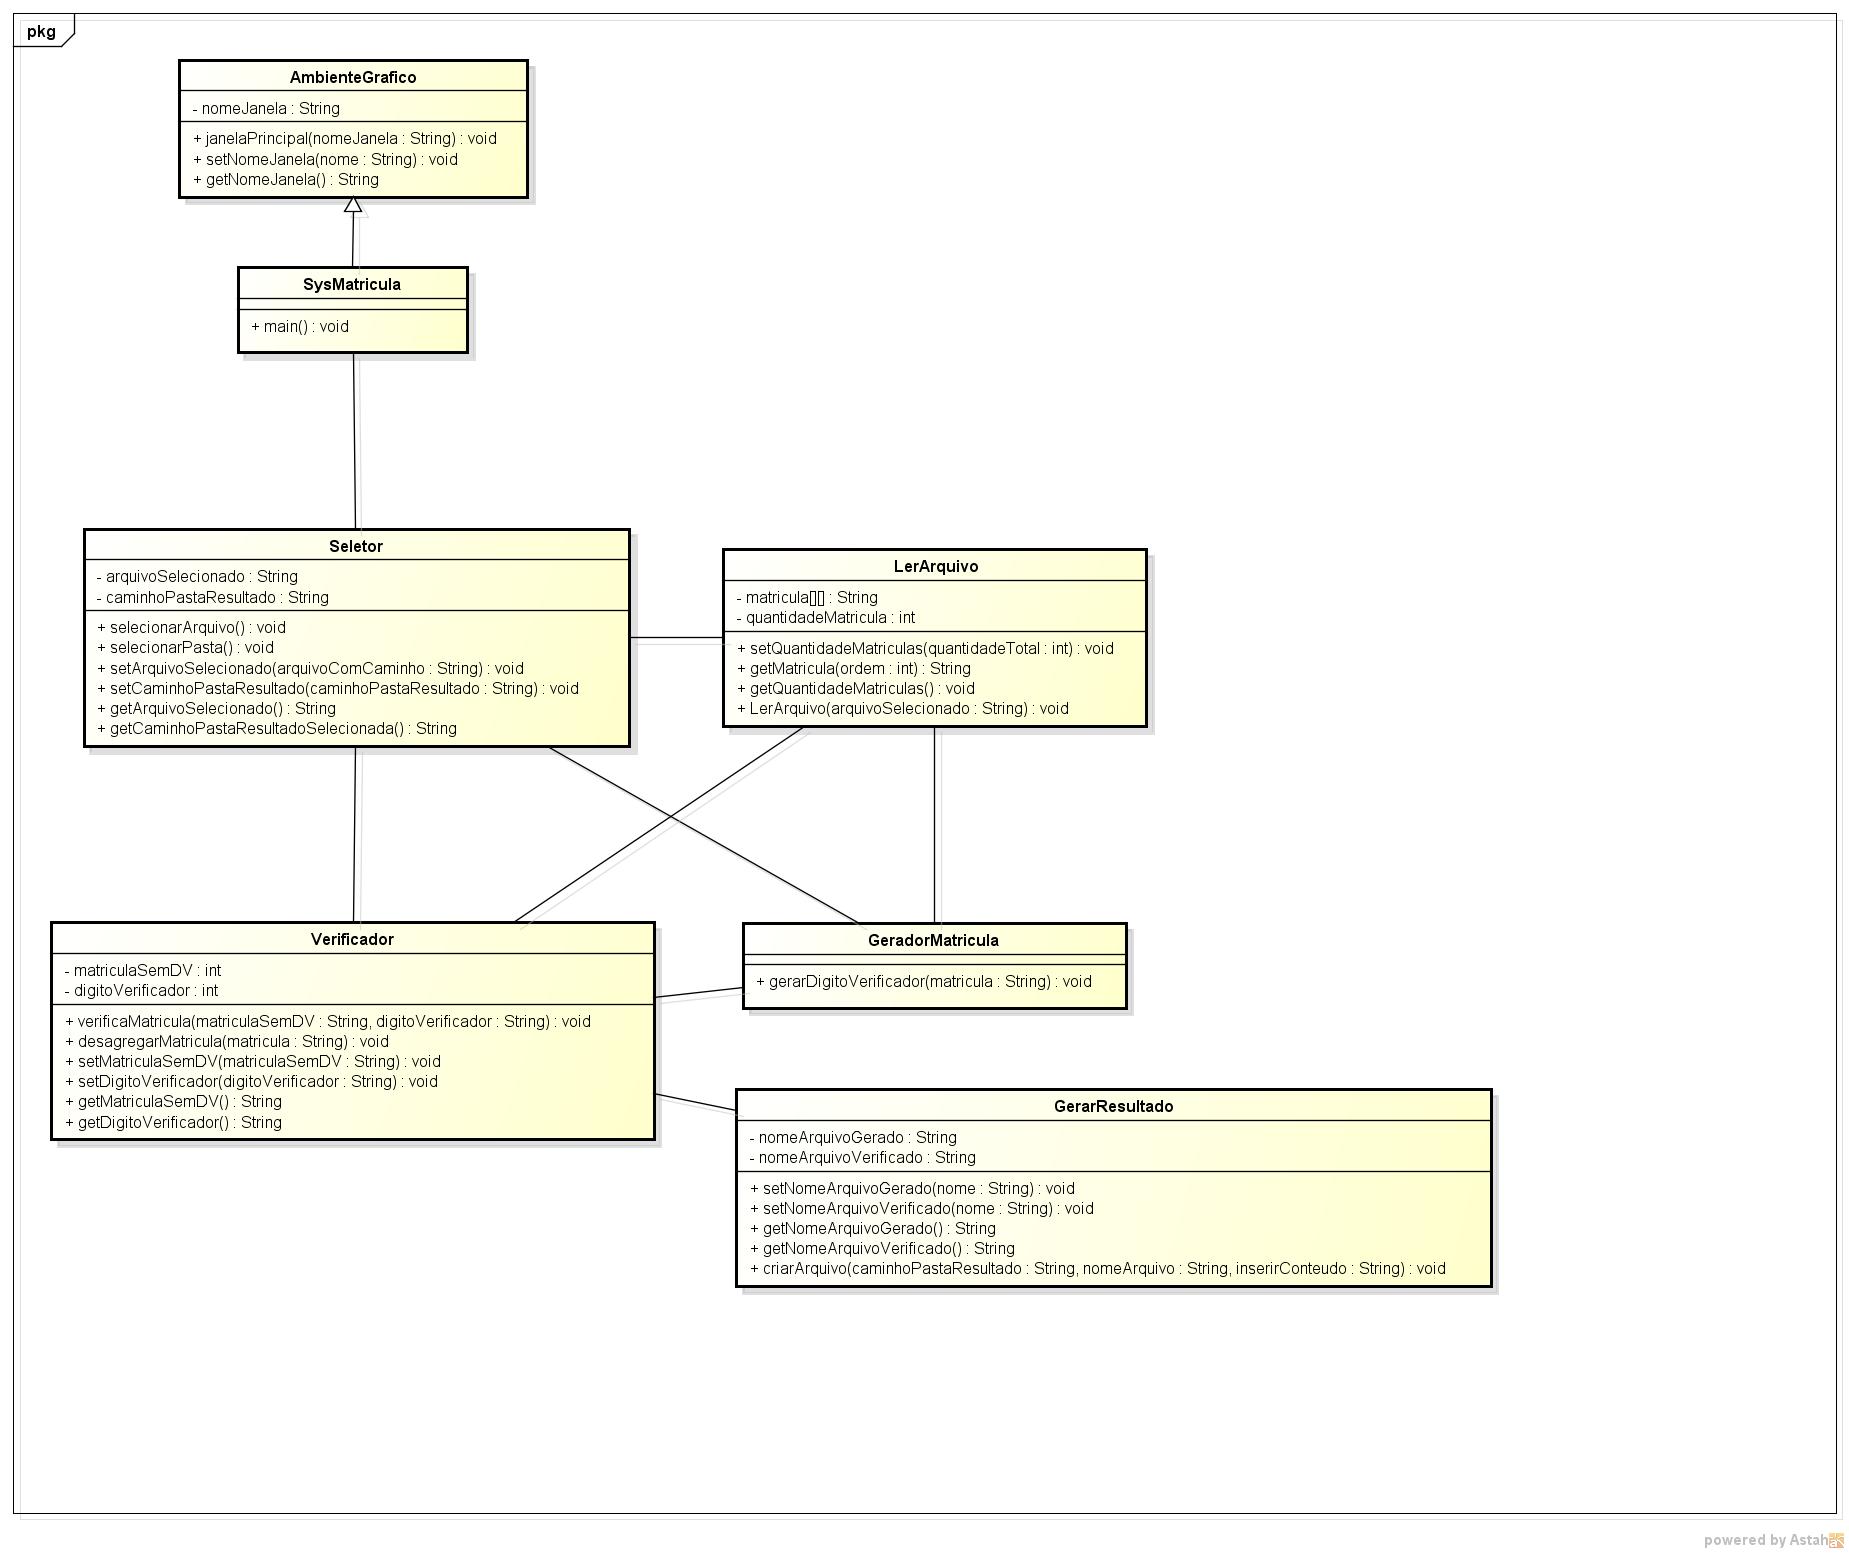 pkg
AmbienteGrafico
- nomeJanela : String
+ janelaPrincipal(nomeJanela : String) : void
+ setNomeJanela(nome : String) : void
+ getNomeJanela() : String
SysMatricula
+ main() : void
Seletor
- arquivoSelecionado : String
- caminhoPastaResultado : String
+ selecionarArquivo() : void
+ selecionarPasta() : void
+ setArquivoSelecionado(arquivoComCaminho : String) : void
+ setCaminhoPastaResultado(caminhoPastaResultado : String) : void
+ getArquivoSelecionado() : String
+ getCaminhoPastaResultadoSelecionada() : String
LerArquivo
- matricula[][] : String
- quantidadeMatricula : int
+ setQuantidadeMatriculas(quantidadeTotal : int) : void
+ getMatricula(ordem : int) : String
+ getQuantidadeMatriculas() : void
+ LerArquivo(arquivoSelecionado : String) : void
Verificador
- matriculaSemDV : int
- digitoVerificador : int
+ verificaMatricula(matriculaSemDV : String, digitoVerificador : String) : void
+ desagregarMatricula(matricula : String) : void
+ setMatriculaSemDV(matriculaSemDV : String) : void
+ setDigitoVerificador(digitoVerificador : String) : void
+ getMatriculaSemDV() : String
+ getDigitoVerificador() : String
GeradorMatricula
+ gerarDigitoVerificador(matricula : String) : void
GerarResultado
- nomeArquivoGerado : String
- nomeArquivoVerificado : String
+ setNomeArquivoGerado(nome : String) : void
+ setNomeArquivoVerificado(nome : String) : void
+ getNomeArquivoGerado() : String
+ getNomeArquivoVerificado() : String
+ criarArquivo(caminhoPastaResultado : String, nomeArquivo : String, inserirConteudo : String) : void
powered by Astah